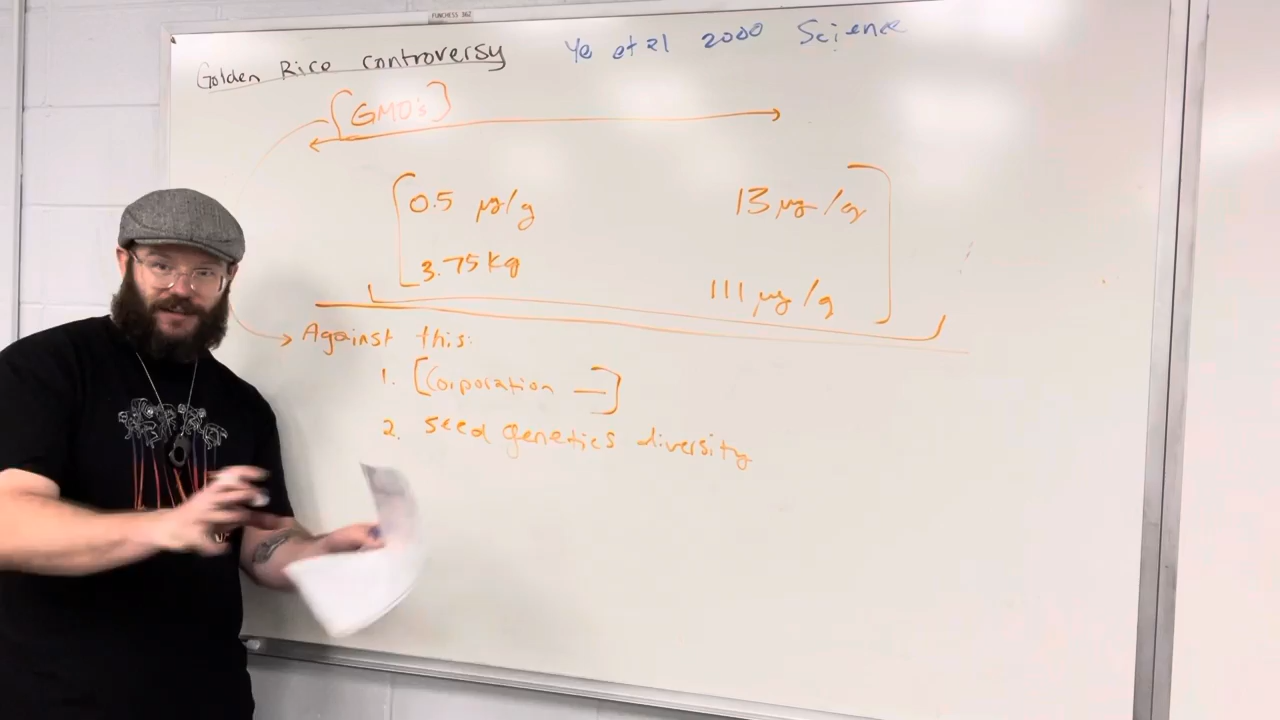 FUNCHESS 362
Golden Rice controversy Ye et al 2000 Science
[GMO's]
0.5 µg/g 13 µg/g
3.75 kg 111 µg/g
Against this:
1. [Corporation —]
2. seed genetics diversity